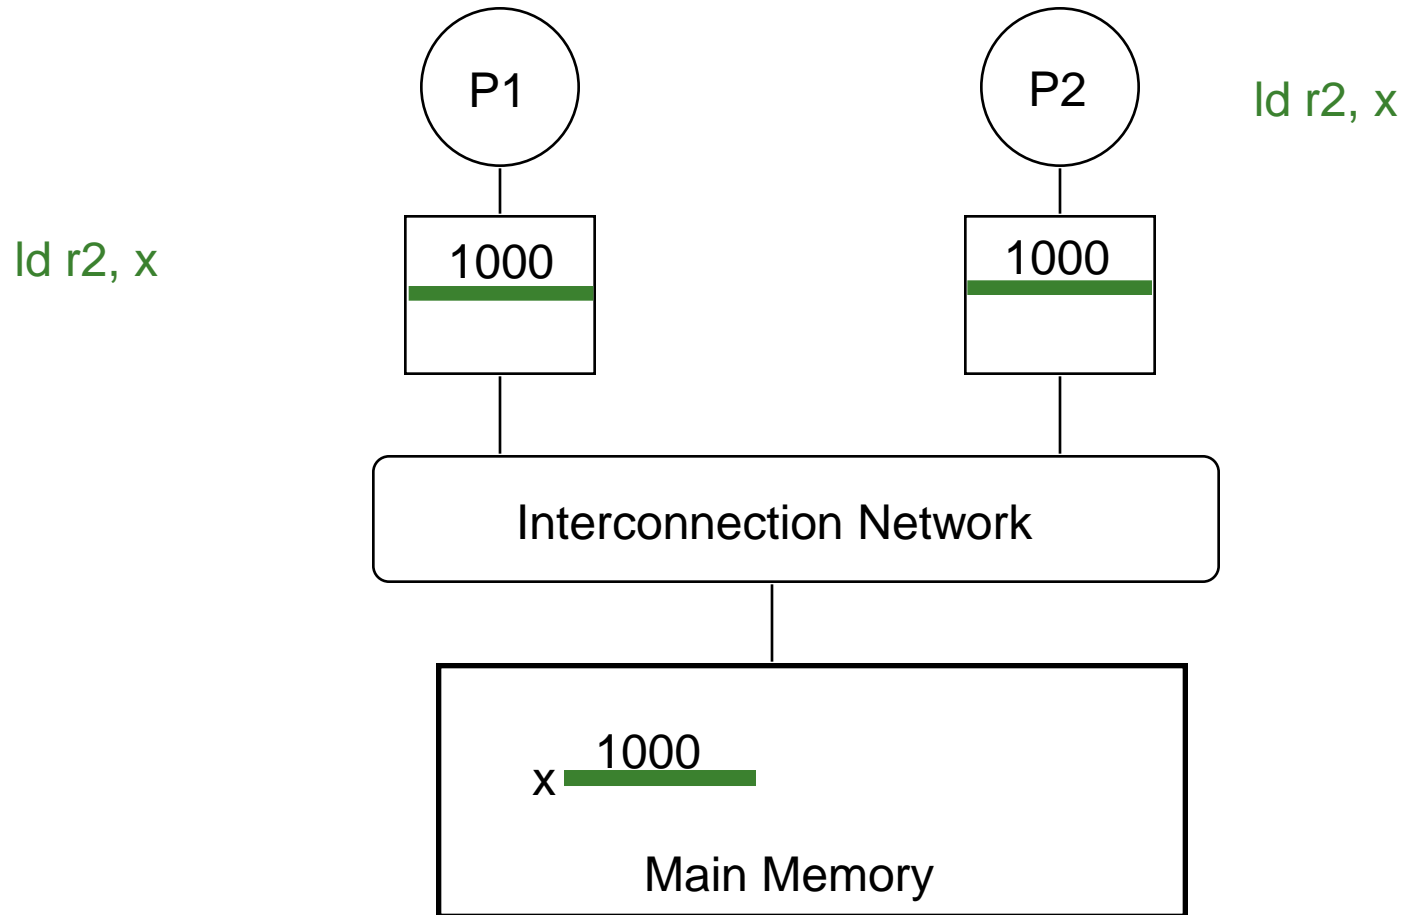 P1
P2
ld r2, x
ld r2, x
1000
1000
Interconnection Network
1000
x
Main Memory